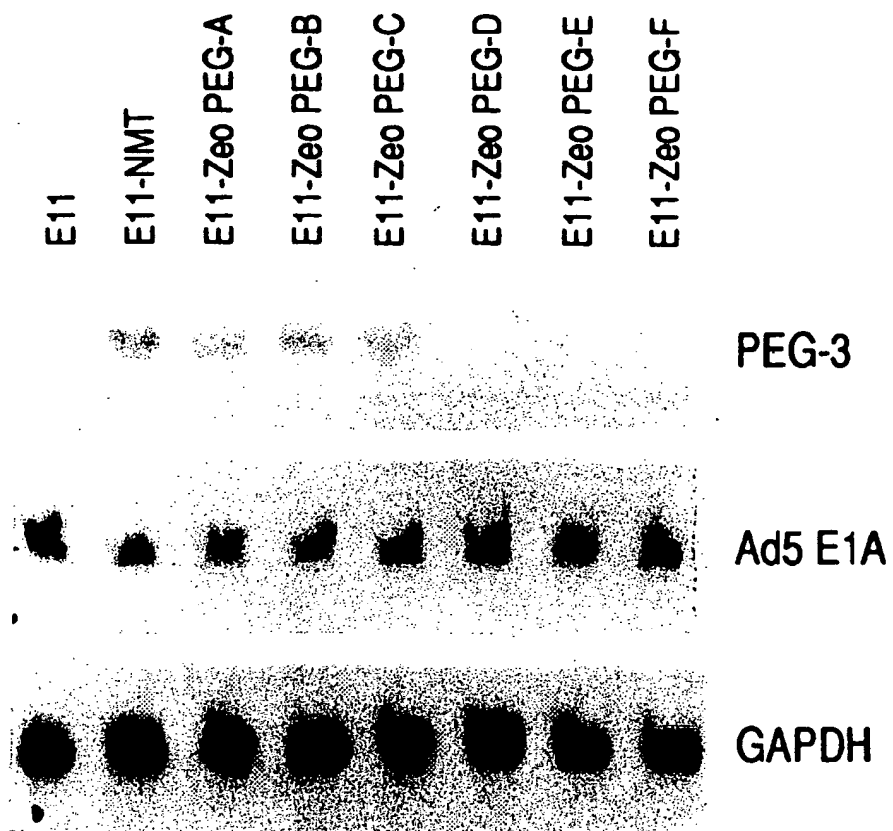 E11
E11-NMT
E11-Zeo PEG-A
E11-Zeo PEG-B
E11-Zeo PEG-C
E11-Zeo PEG-D
E11-Zeo PEG-E
E11-Zeo PEG-F
PEG-3
Ad5 E1A
GAPDH